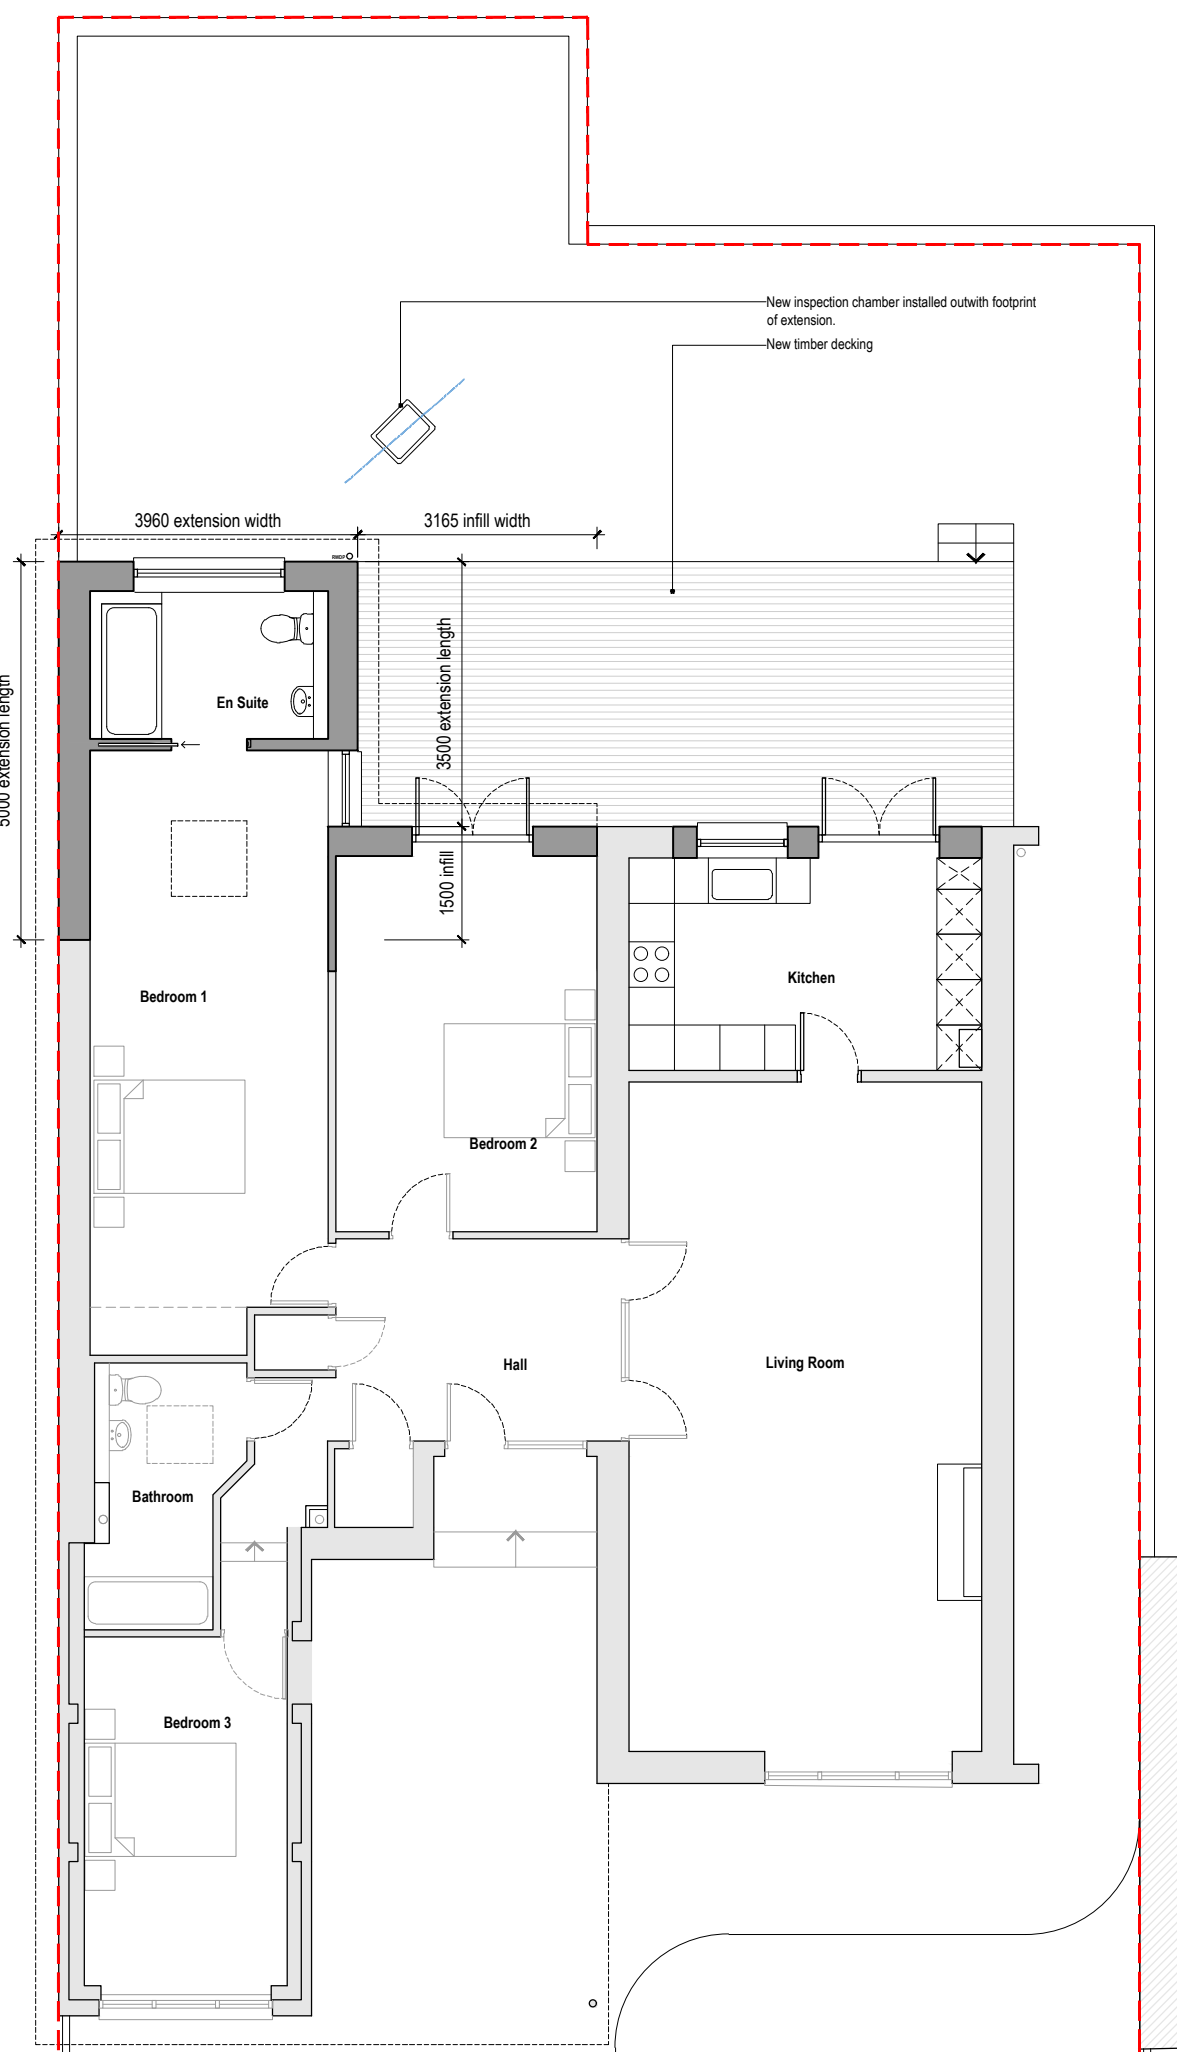 New inspection chamber installed outwith footprint
of extension.
New timber decking
3960 extension width
3165 infill width
RWDP
En Suite
3500 extension length
5000 extension length
1500 infill
Kitchen
Bedroom 1
Bedroom 2
Hall
Living Room
Bathroom
Bedroom 3